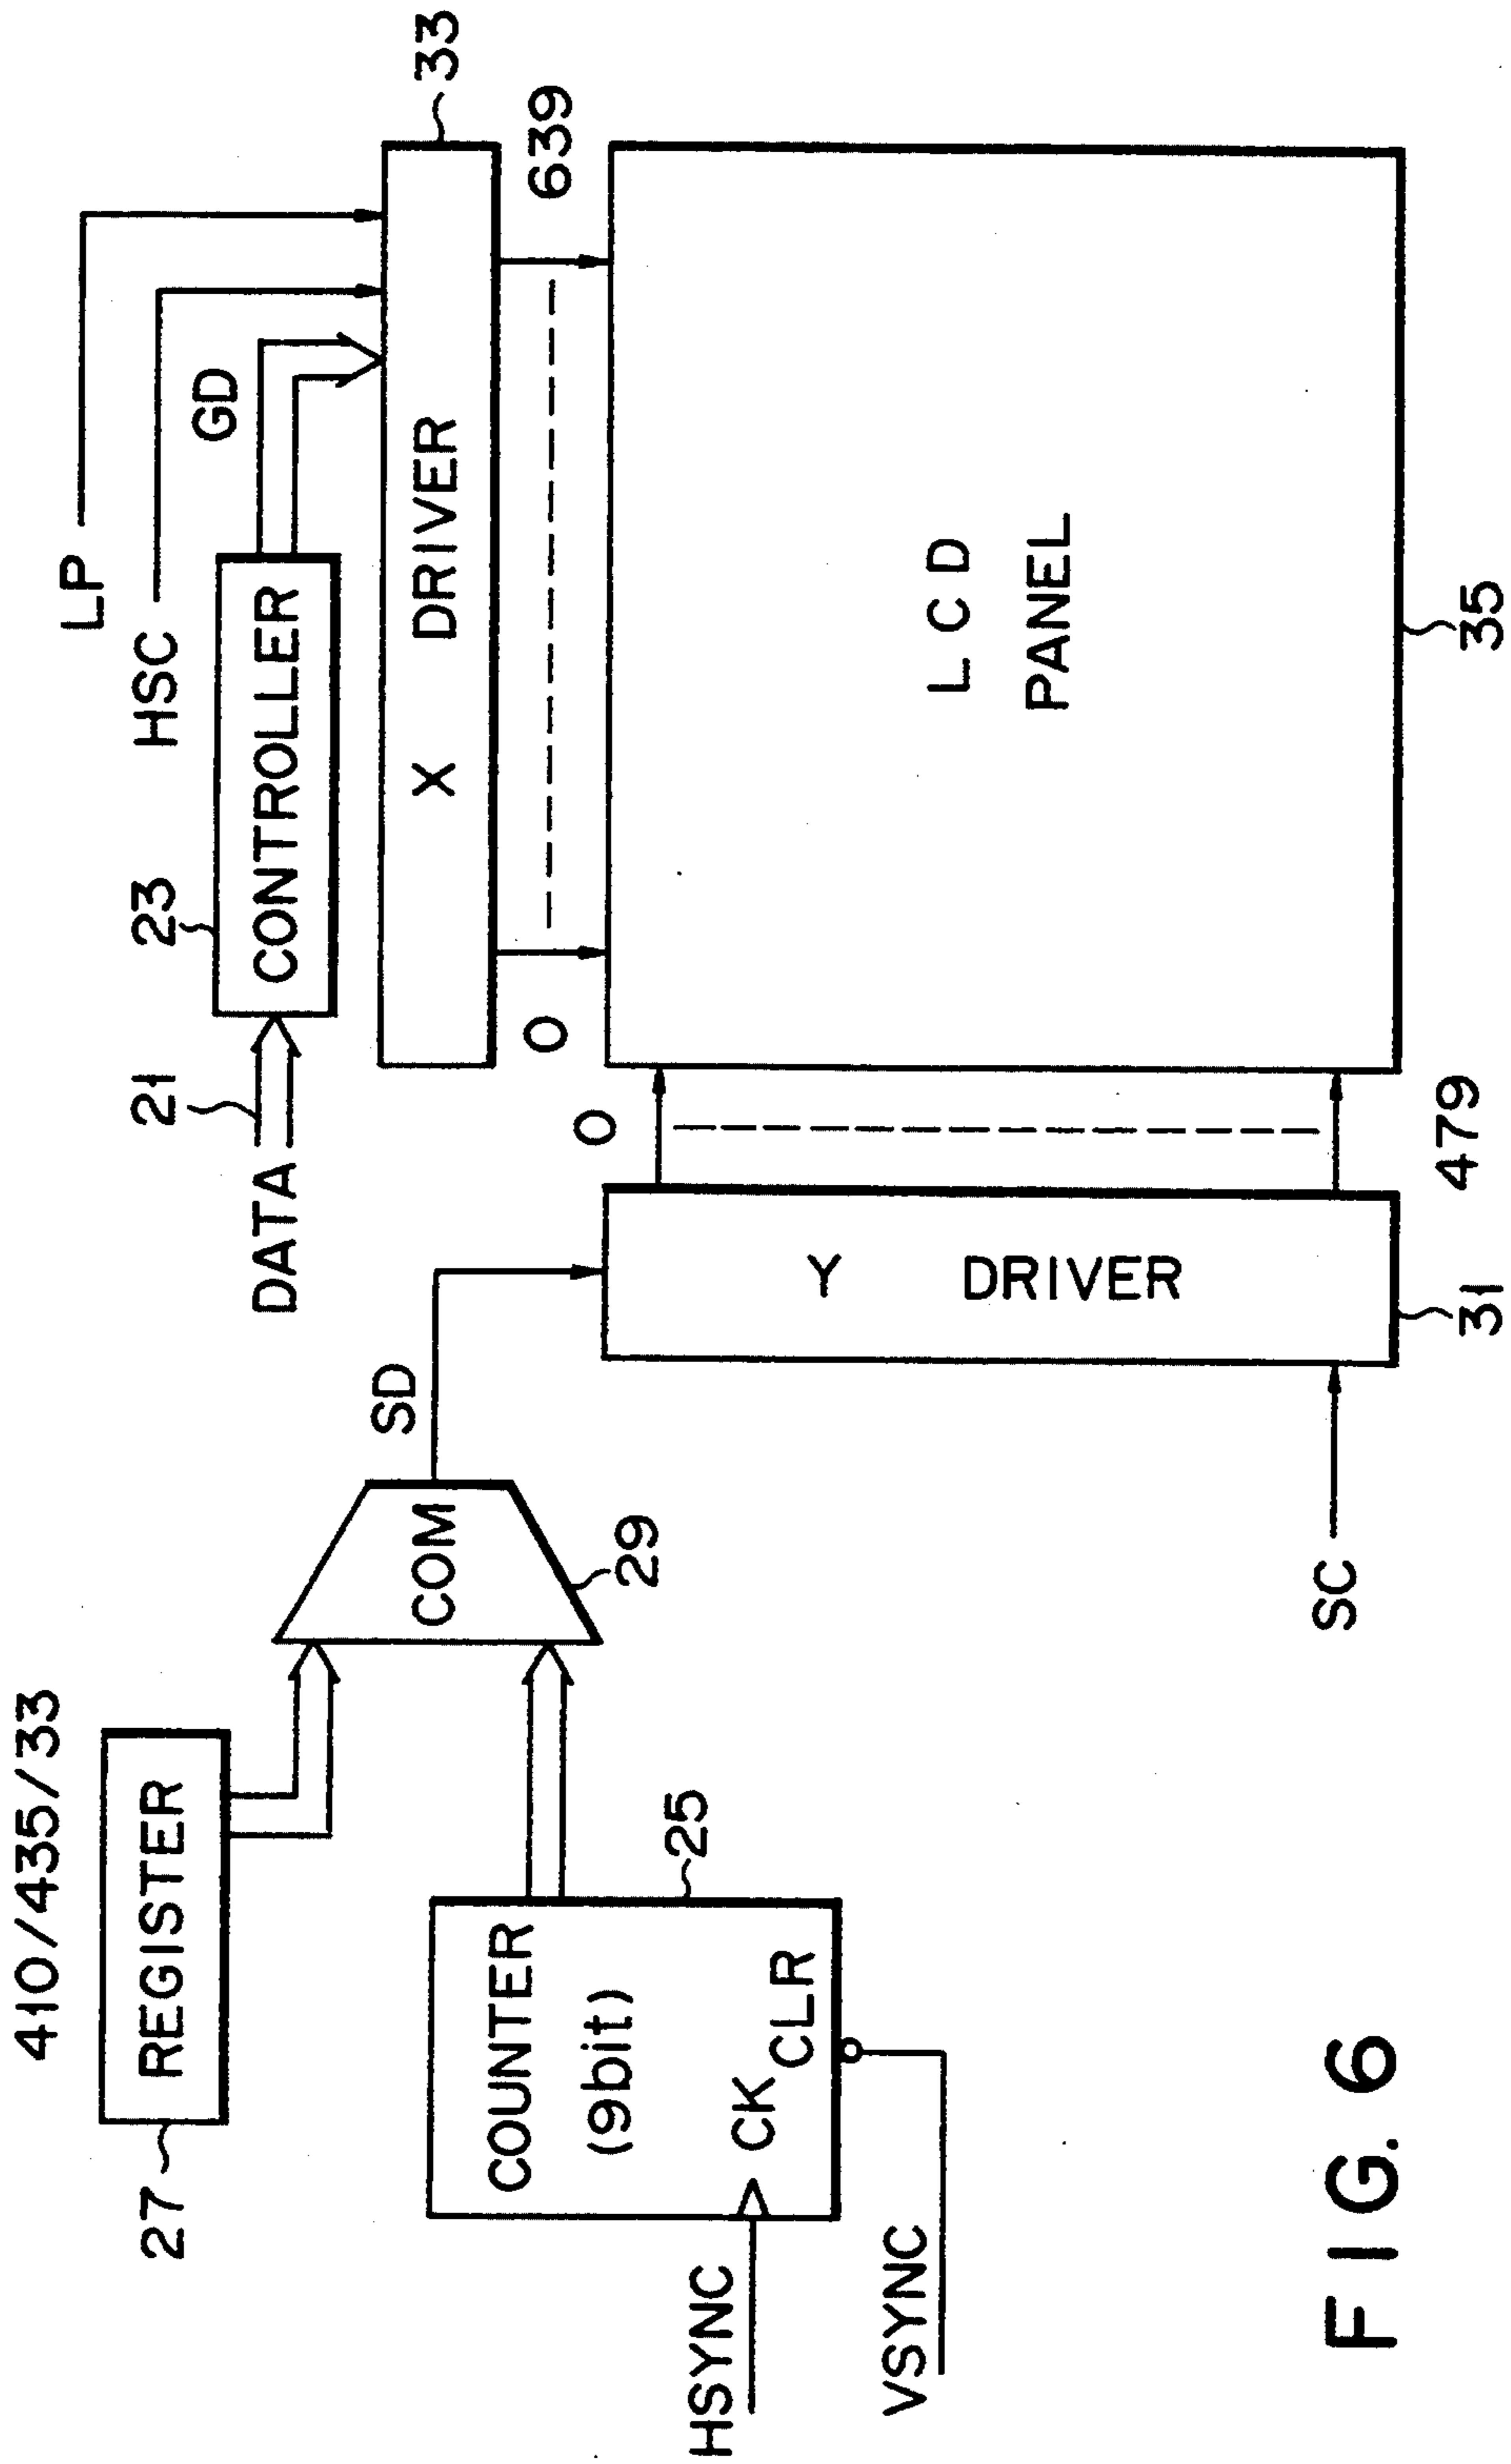 410/435/33
27
REGISTER
COUNTER
(9bit)
CK
CLR
25
HSYNC
VSYNC
COM
29
SD
SC
DATA
21
23
CONTROLLER
GD
HSC
LP
X DRIVER
33
0
639
0
479
Y DRIVER
31
LCD
PANEL
35
FIG. 6